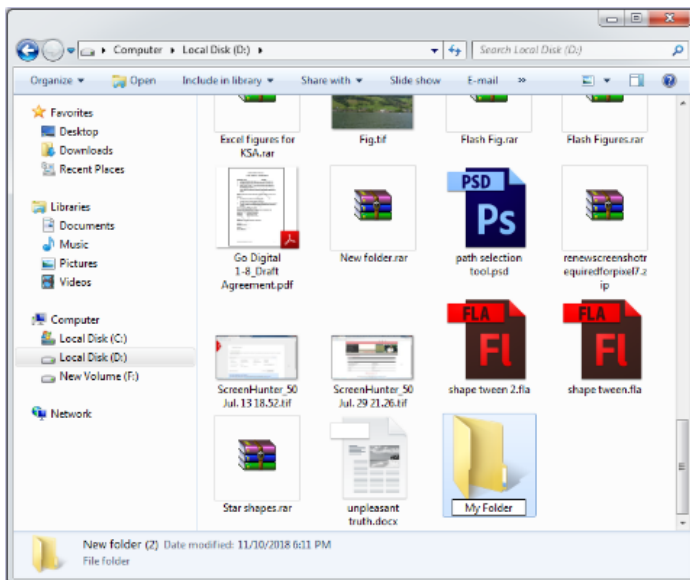 Computer ▸ Local Disk (D:) ▸
Search Local Disk (D:)
Organize Open Include in library Share with Slide show E-mail »
Favorites
Desktop
Downloads
Recent Places
Libraries
Documents
Music
Pictures
Videos
Computer
Local Disk (C:)
Local Disk (D:)
New Volume (F:)
Network
Excel figures for
KSA.rar
Fig.tif
Flash Fig.rar
Flash Figures.rar
Go Digital
1-8_Draft
Agreement.pdf
New folder.rar
PSD
Ps
path selection
tool.psd
renewscreenshotr
equiredforpixel7.z
ip
ScreenHunter_50
Jul. 13 18.52.tif
ScreenHunter_50
Jul. 29 21.26.tif
FLA
Fl
shape tween 2.fla
FLA
Fl
shape tween.fla
Star shapes.rar
unpleasant
truth.docx
My Folder
New folder (2) Date modified: 11/10/2018 6:11 PM
File folder